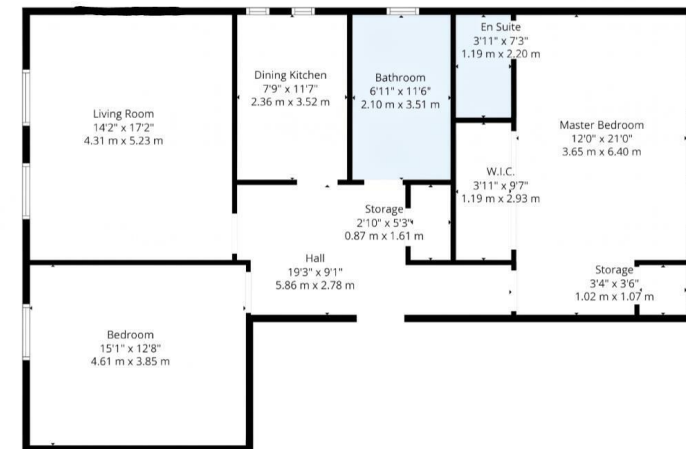 Living Room
14'2" x 17'2"
4.31 m x 5.23 m
Dining Kitchen
7'9" x 11'7"
2.36 m x 3.52 m
Bathroom
6'11" x 11'6"
2.10 m x 3.51 m
En Suite
3'11" x 7'3"
1.19 m x 2.20 m
Master Bedroom
12'0" x 21'0"
3.65 m x 6.40 m
W.I.C.
3'11" x 9'7"
1.19 m x 2.93 m
Storage
2'10" x 5'3"
0.87 m x 1.61 m
Hall
19'3" x 9'1"
5.86 m x 2.78 m
Storage
3'4" x 3'6"
1.02 m x 1.07 m
Bedroom
15'1" x 12'8"
4.61 m x 3.85 m